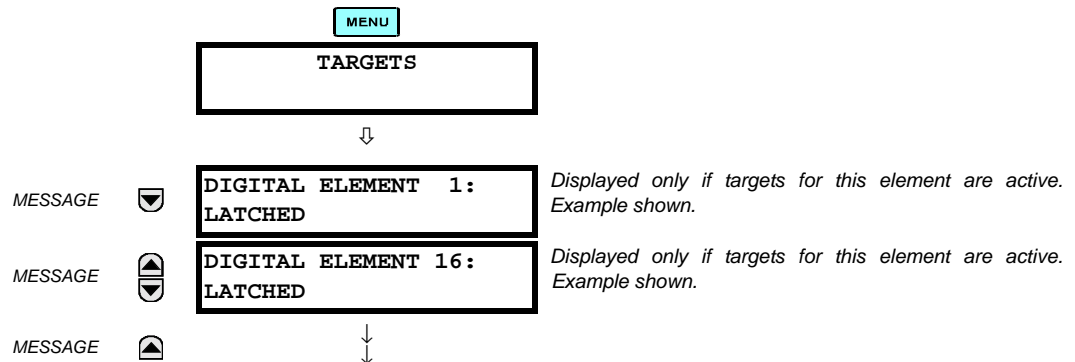 MENU
TARGETS
⇩
MESSAGE
DIGITAL ELEMENT 1:
LATCHED
Displayed only if targets for this element are active.
Example shown.
MESSAGE
DIGITAL ELEMENT 16:
LATCHED
Displayed only if targets for this element are active.
Example shown.
MESSAGE
↓
↓